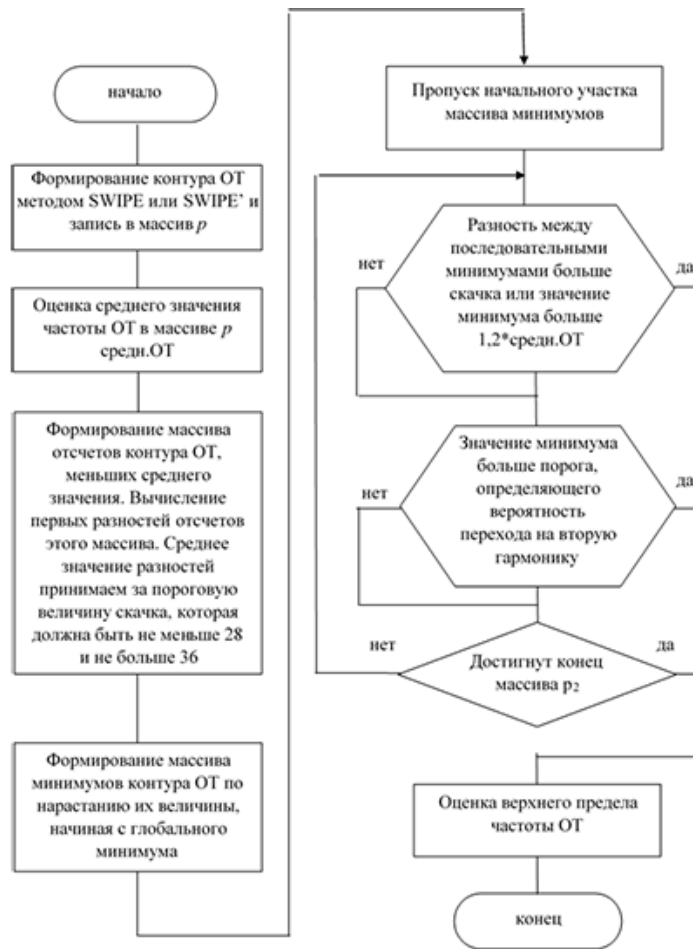 начало
Формирование контура ОТ
методом SWIPE или SWIPE’ и
запись в массив p
Оценка среднего значения
частоты ОТ в массиве p
средн.ОТ
Формирование массива
отсчетов контура ОТ,
меньших среднего
значения. Вычисление
первых разностей отсчетов
этого массива. Среднее
значение разностей
принимаем за пороговую
величину скачка, которая
должна быть не меньше 28
и не больше 36
Формирование массива
минимумов контура ОТ по
нарастанию их величины,
начиная с глобального
минимума
Пропуск начального участка
массива минимумов
Разность между
последовательными
минимумами больше
скачка или значение
минимума больше
1,2*средн.ОТ
нет
да
Значение минимума
больше порога,
определяющего
вероятность
перехода на вторую
гармонику
нет
да
Достигнут конец
массива p₂
нет
да
Оценка верхнего предела
частоты ОТ
конец